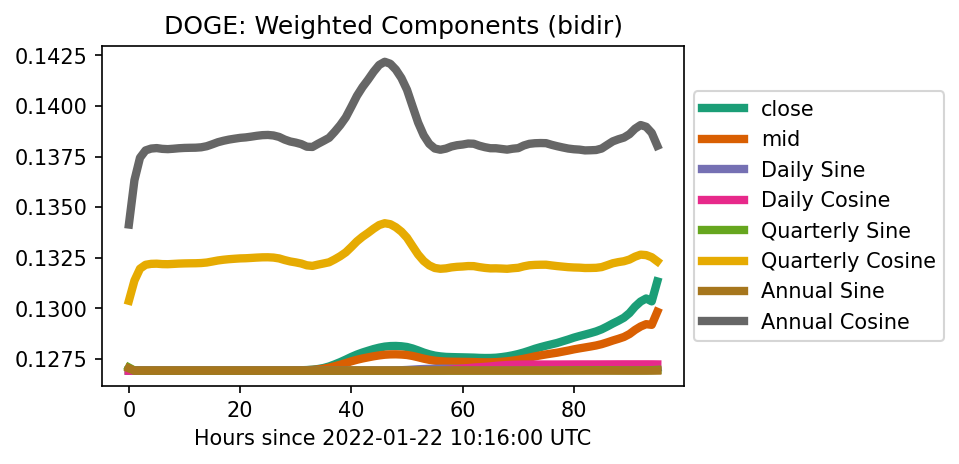 DOGE: Weighted Components (bidir)
0.1425
0.1400
0.1375
0.1350
0.1325
0.1300
0.1275
0
20
40
60
80
Hours since 2022-01-22 10:16:00 UTC
close
mid
Daily Sine
Daily Cosine
Quarterly Sine
Quarterly Cosine
Annual Sine
Annual Cosine